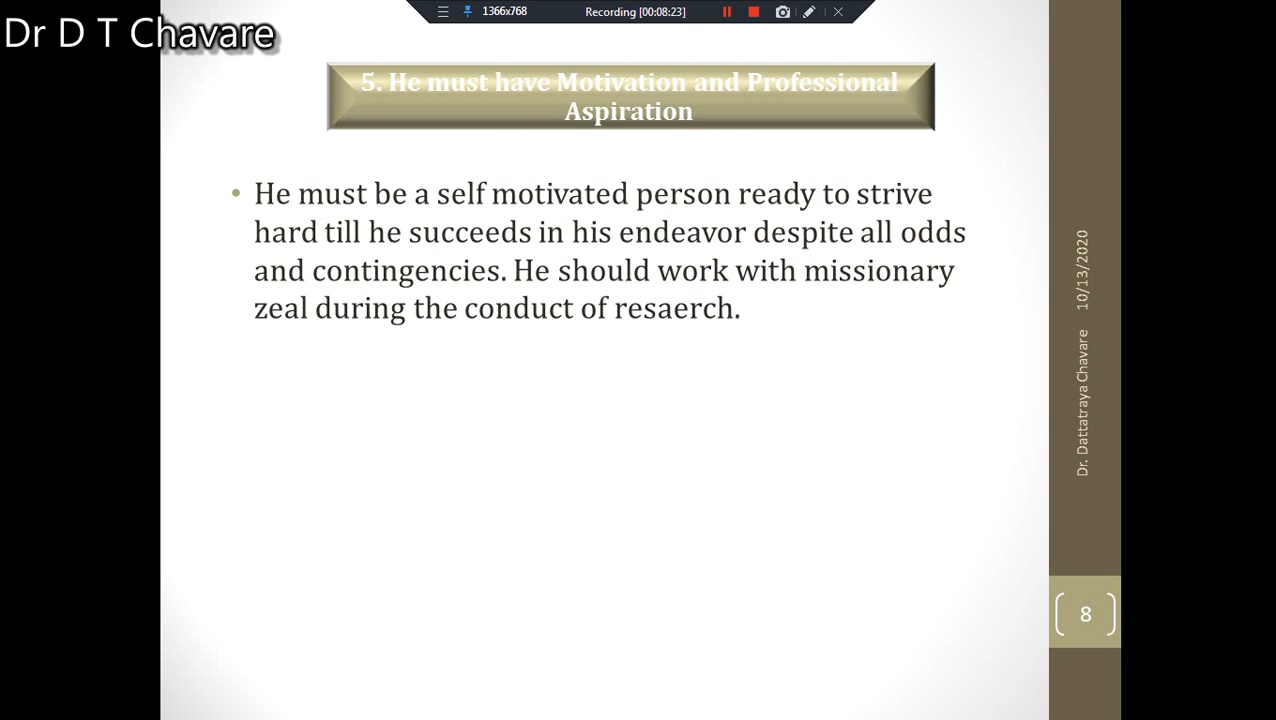 1366x768
Recording [00:08:23]
Dr D T Chavare
5. He must have Motivation and Professional
Aspiration
• He must be a self motivated person ready to strive
hard till he succeeds in his endeavor despite all odds
and contingencies. He should work with missionary
zeal during the conduct of resaerch.
10/13/2020
Dr. Dattatraya Chavare
8